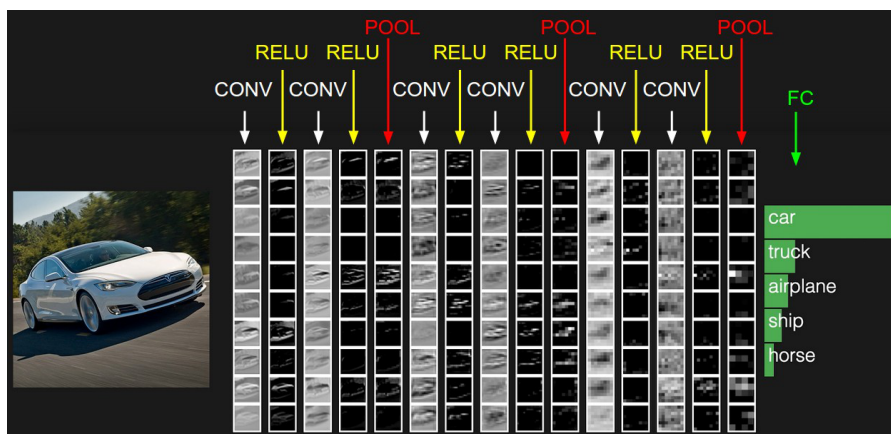 POOL POOL POOL
RELU RELU RELU RELU RELU RELU
CONV CONV CONV CONV CONV CONV
FC
car
truck
airplane
ship
horse